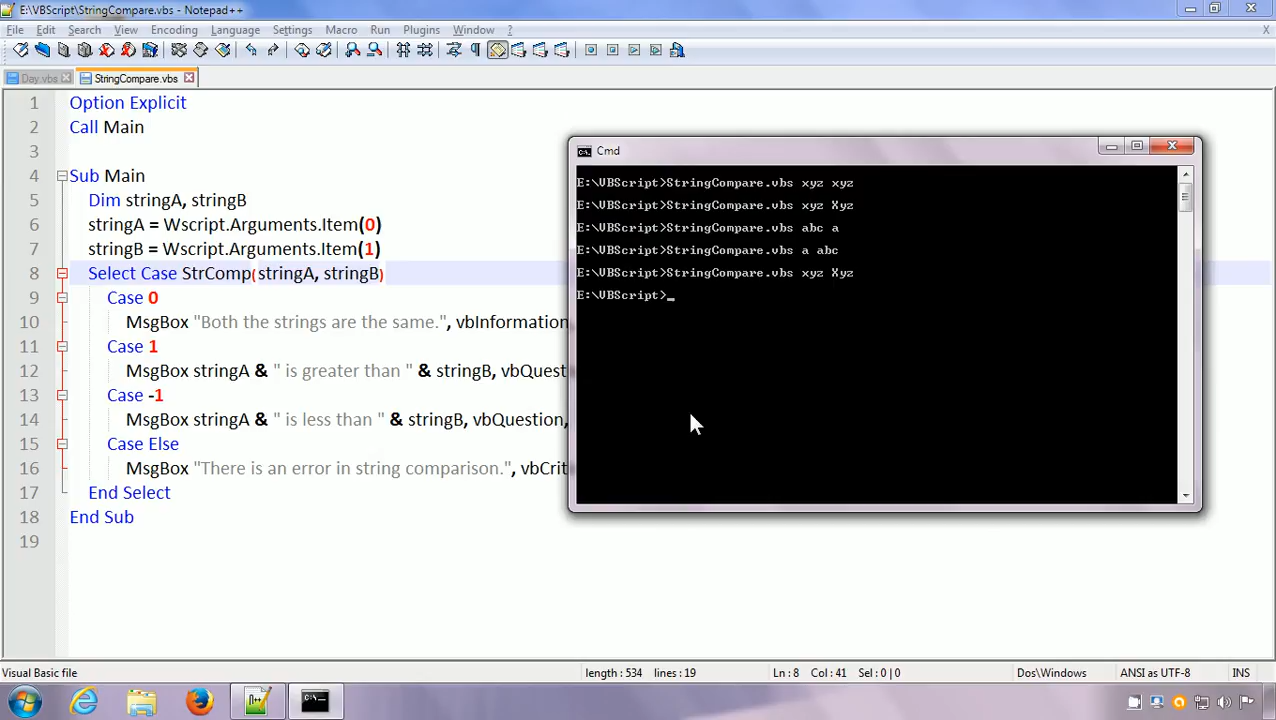 E:\VBScript\StringCompare.vbs - Notepad++
File Edit Search View Encoding Language Settings Macro Run Plugins Window ?
X
Day.vbs StringCompare.vbs
1 Option Explicit
2 Call Main
3
4 Sub Main
5 Dim stringA, stringB
6 stringA = Wscript.Arguments.Item(0)
7 stringB = Wscript.Arguments.Item(1)
8 Select Case StrComp(stringA, stringB)
9 Case 0
10 MsgBox "Both the strings are the same.", vbInformation
11 Case 1
12 MsgBox stringA & " is greater than " & stringB, vbQuest
13 Case -1
14 MsgBox stringA & " is less than " & stringB, vbQuestion,
15 Case Else
16 MsgBox "There is an error in string comparison.", vbCrit
17 End Select
18 End Sub
19
Cmd
E:\VBScript>StringCompare.vbs xyz xyz
E:\VBScript>StringCompare.vbs xyz Xyz
E:\VBScript>StringCompare.vbs abc a
E:\VBScript>StringCompare.vbs a abc
E:\VBScript>StringCompare.vbs xyz Xyz
E:\VBScript>_
Visual Basic file length : 534 lines : 19 Ln : 8 Col : 41 Sel : 0 | 0 Dos\Windows ANSI as UTF-8 INS